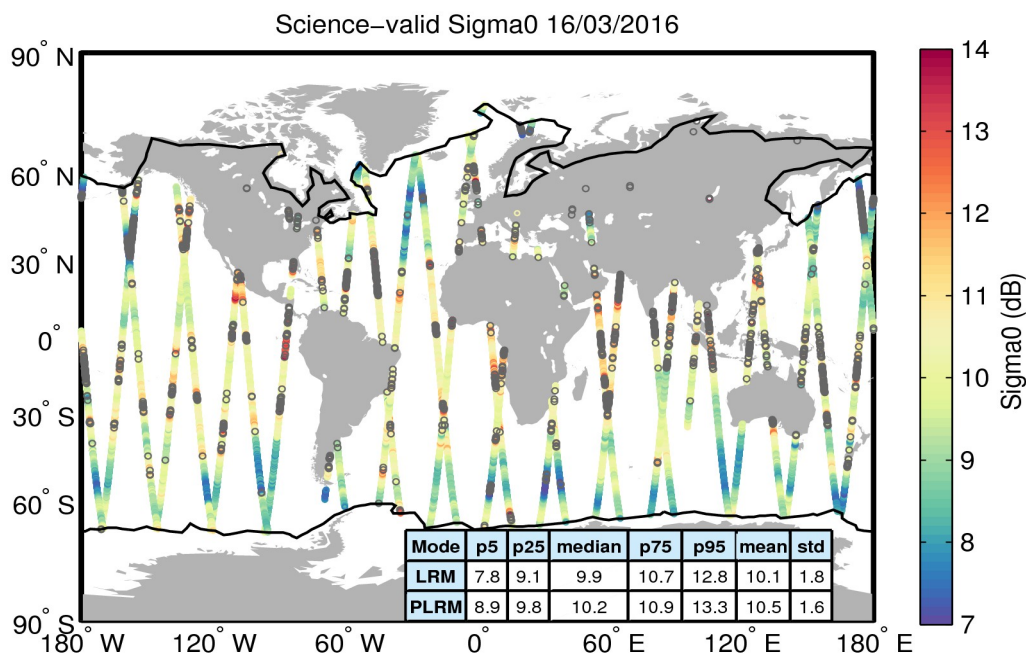 Science−valid Sigma0 16/03/2016
90° N
60° N
30° N
0°
30° S
60° S
90° S
180° W
120° W
60° W
0°
60° E
120° E
180° E
Mode p5 p25 median p75 p95 mean std
LRM 7.8 9.1 9.9 10.7 12.8 10.1 1.8
PLRM 8.9 9.8 10.2 10.9 13.3 10.5 1.6
14
13
12
11
10
9
8
7
Sigma0 (dB)